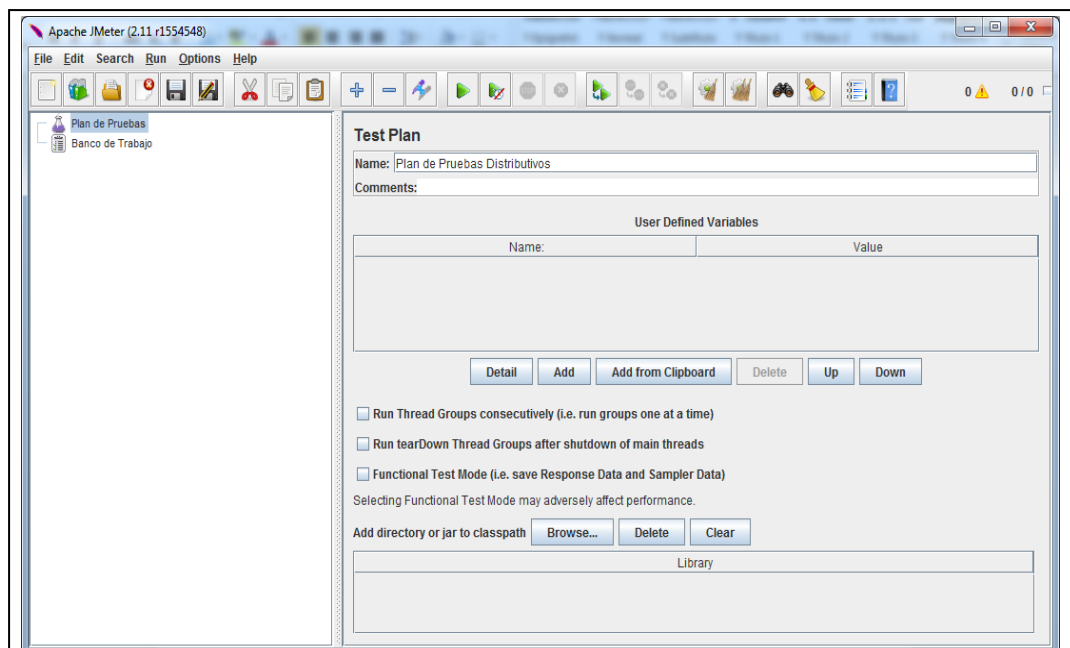 Apache JMeter (2.11 r1554548)
File Edit Search Run Options Help
0 0 / 0
Plan de Pruebas
Banco de Trabajo
Test Plan
Name: Plan de Pruebas Distributivos
Comments:
User Defined Variables
Name: Value
Detail Add Add from Clipboard Delete Up Down
Run Thread Groups consecutively (i.e. run groups one at a time)
Run tearDown Thread Groups after shutdown of main threads
Functional Test Mode (i.e. save Response Data and Sampler Data)
Selecting Functional Test Mode may adversely affect performance.
Add directory or jar to classpath Browse... Delete Clear
Library